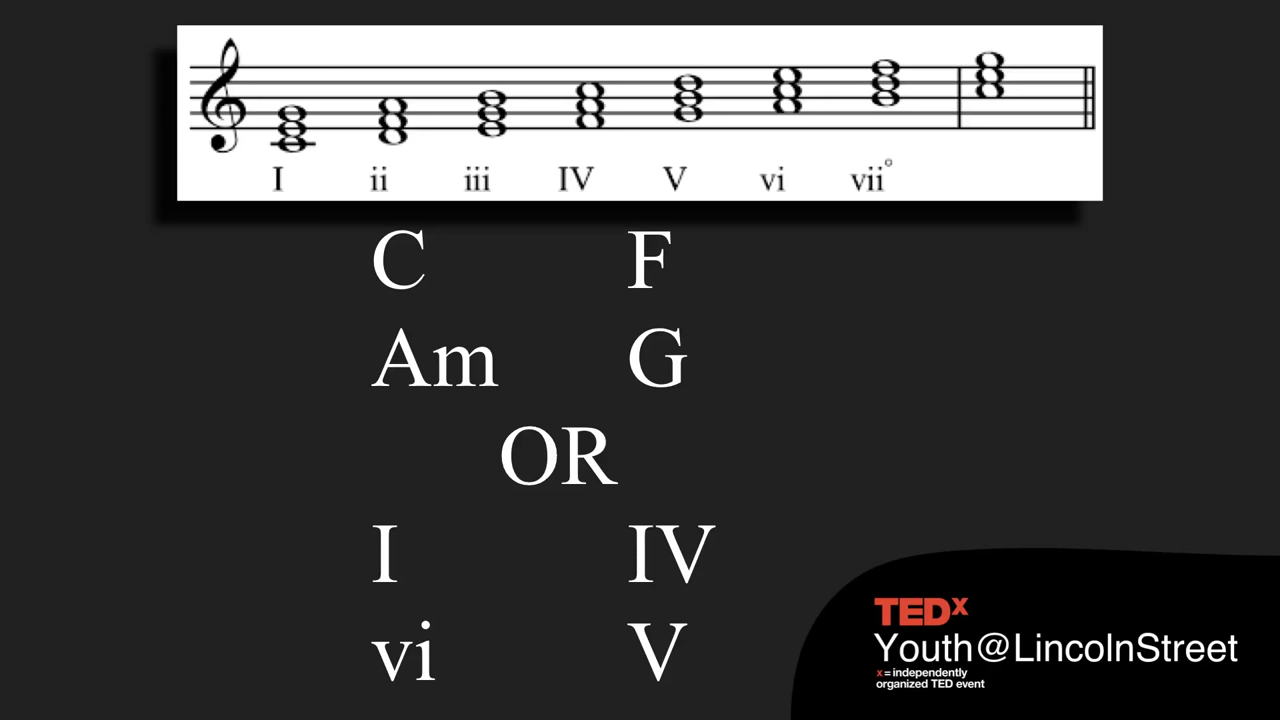 I ii iii IV V vi vii°
C F
Am G
OR
I IV
vi V
TEDx
Youth@LincolnStreet
x = independently
organized TED event